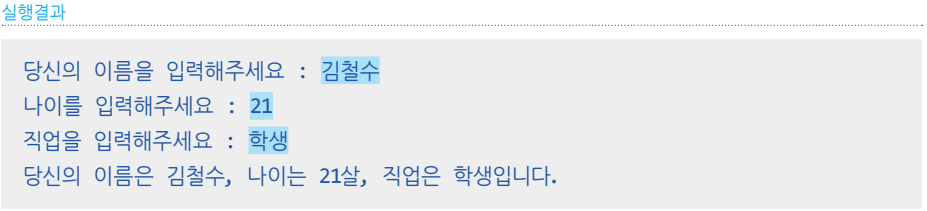 실행결과
당신의 이름을 입력해주세요 : 김철수
나이를 입력해주세요 : 21
직업을 입력해주세요 : 학생
당신의 이름은 김철수, 나이는 21살, 직업은 학생입니다.